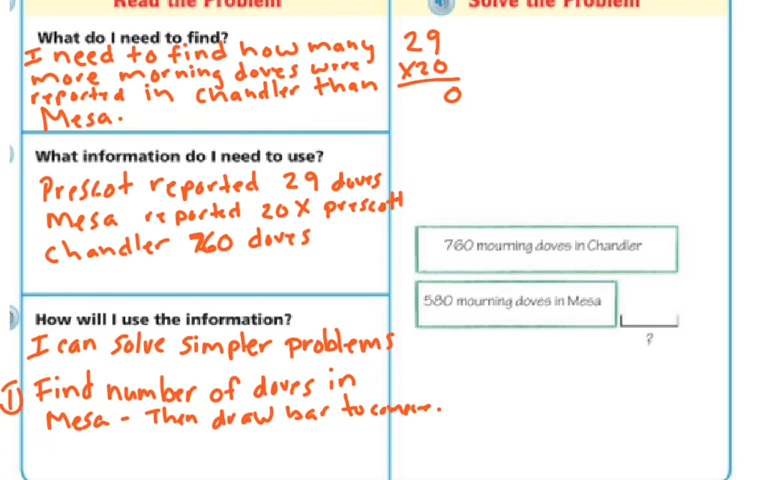 Read the Problem
Solve the Problem
What do I need to find?
I need to find how many
more morning doves were
reported in Chandler than
Mesa.
What information do I need to use?
Prescot reported 29 doves
Mesa reported 20 X prescott
Chandler 760 doves
How will I use the information?
I can solve simpler problems
① Find number of doves in
Mesa - Then draw bar to compare.
29
x20
0
760 mourning doves in Chandler
580 mourning doves in Mesa
?